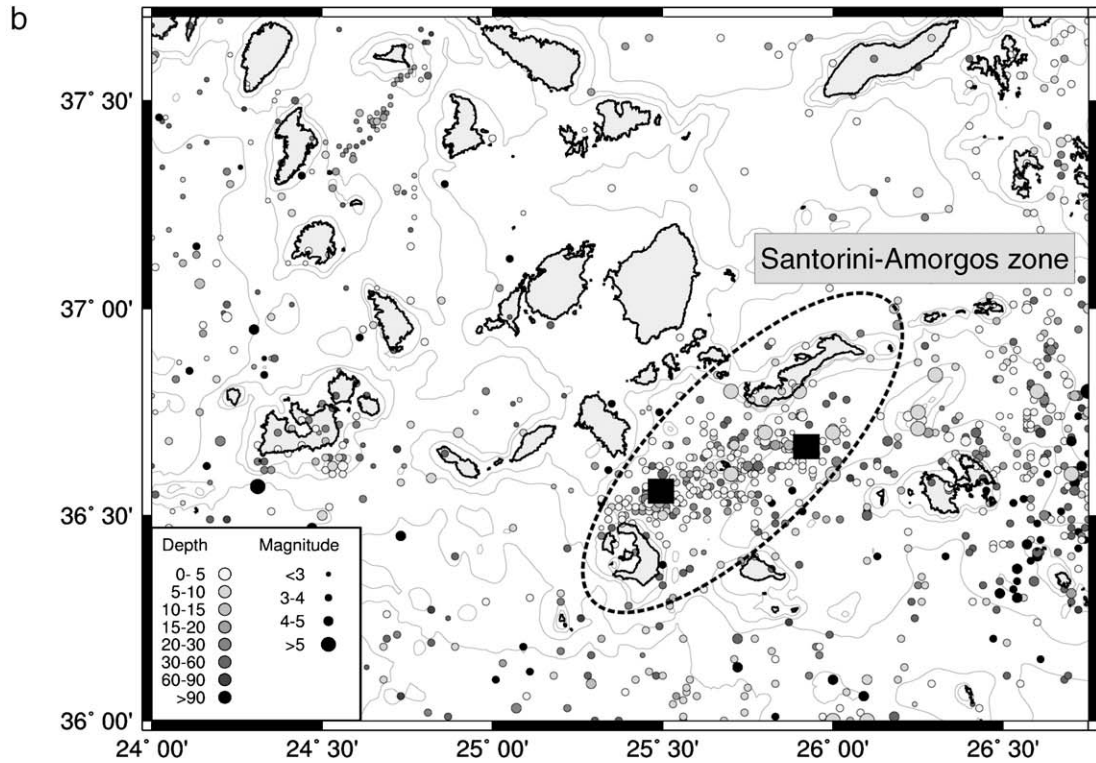 b
37° 30'
37° 00'
36° 30'
36° 00'
Santorini-Amorgos zone
Depth Magnitude
0- 5 <3
5-10 3-4
10-15 4-5
15-20 >5
20-30
30-60
60-90
>90
24° 00' 24° 30' 25° 00' 25° 30' 26° 00' 26° 30'